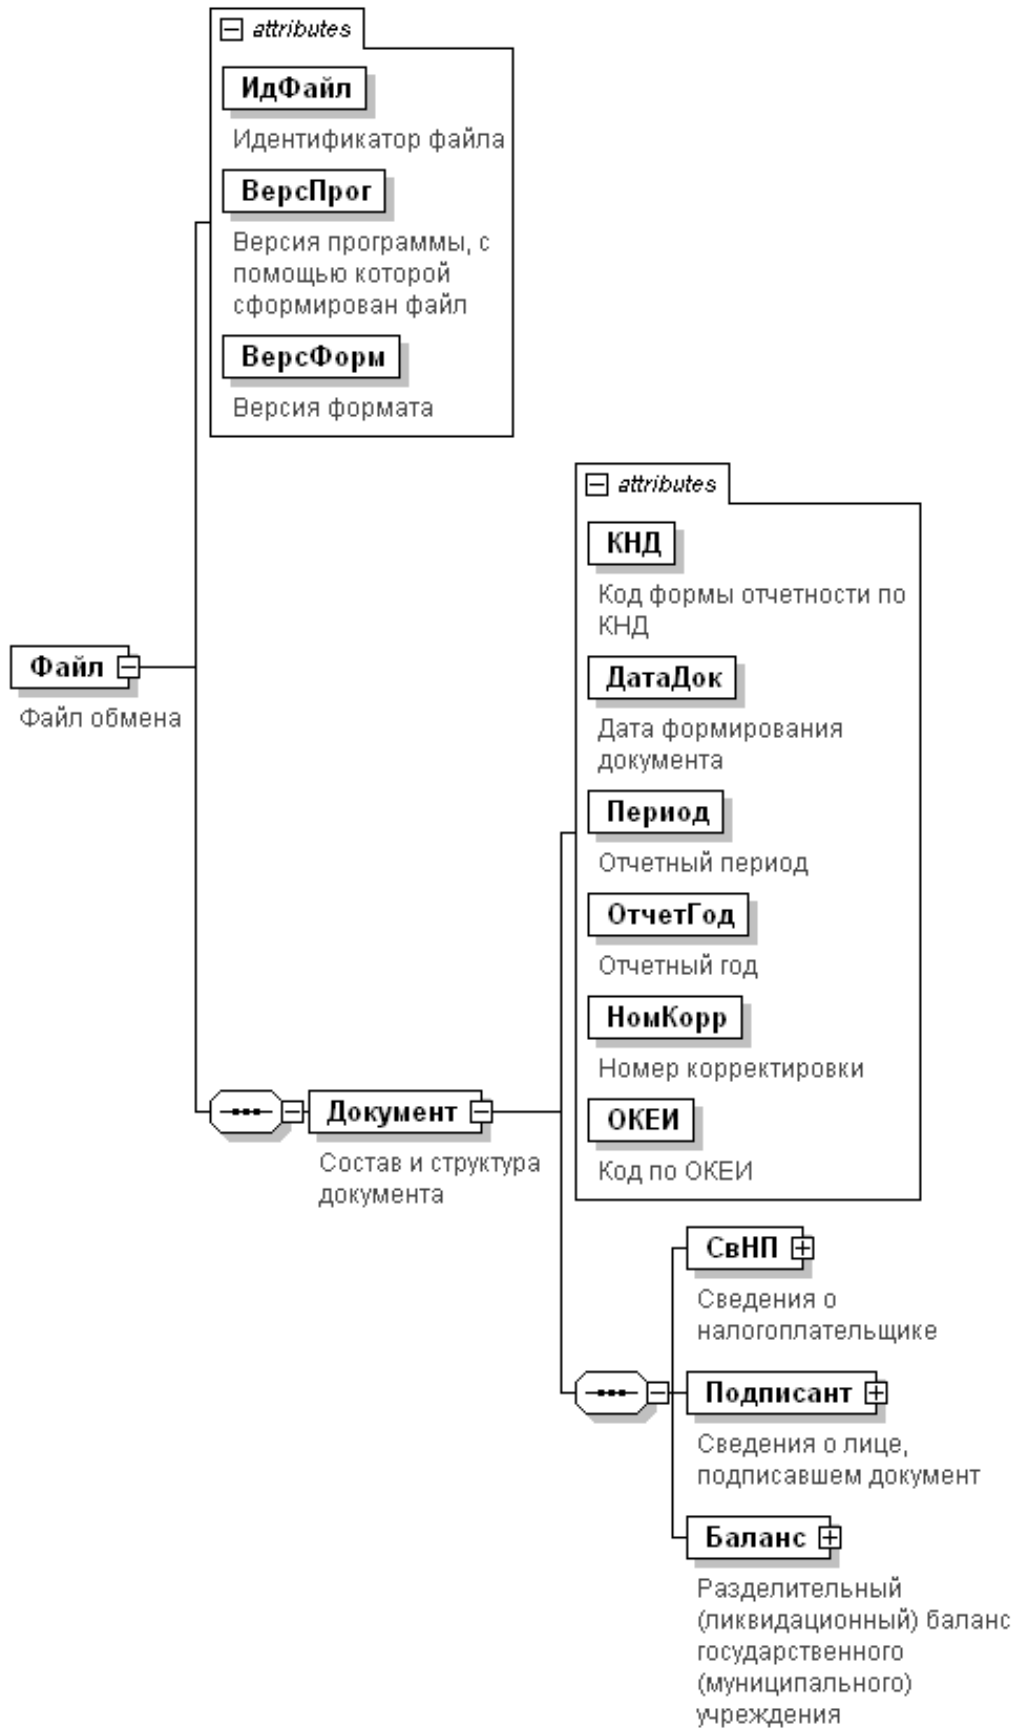 attributes
ИдФайл
Идентификатор файла
ВерсПрог
Версия программы, с
помощью которой
сформирован файл
ВерсФорм
Версия формата
attributes
КНД
Код формы отчетности по
КНД
ДатаДок
Дата формирования
документа
Период
Отчетный период
ОтчетГод
Отчетный год
НомКорр
Номер корректировки
ОКЕИ
Код по ОКЕИ
Файл
Файл обмена
Документ
Состав и структура
документа
СвНП
Сведения о
налогоплательщике
Подписант
Сведения о лице,
подписавшем документ
Баланс
Разделительный
(ликвидационный) баланс
государственного
(муниципального)
учреждения